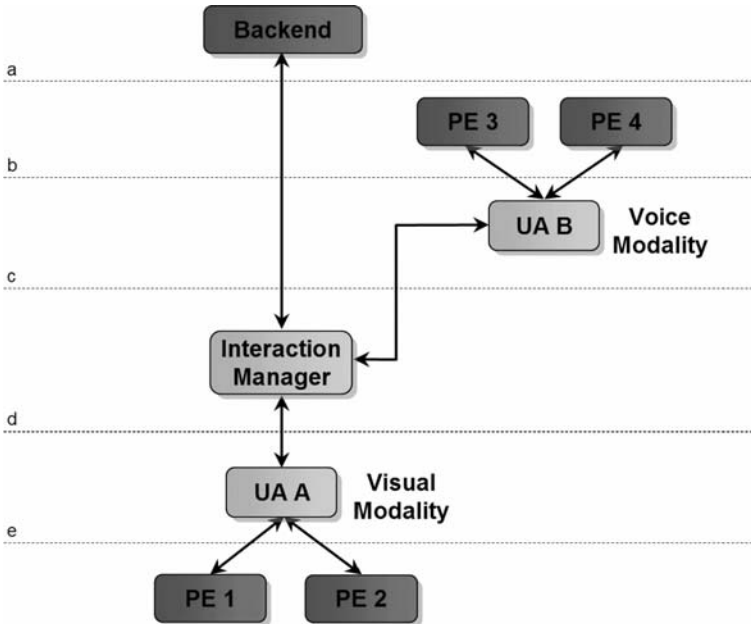 Backend
a
PE 3
PE 4
b
UA B
Voice
Modality
c
Interaction
Manager
d
UA A
Visual
Modality
e
PE 1
PE 2